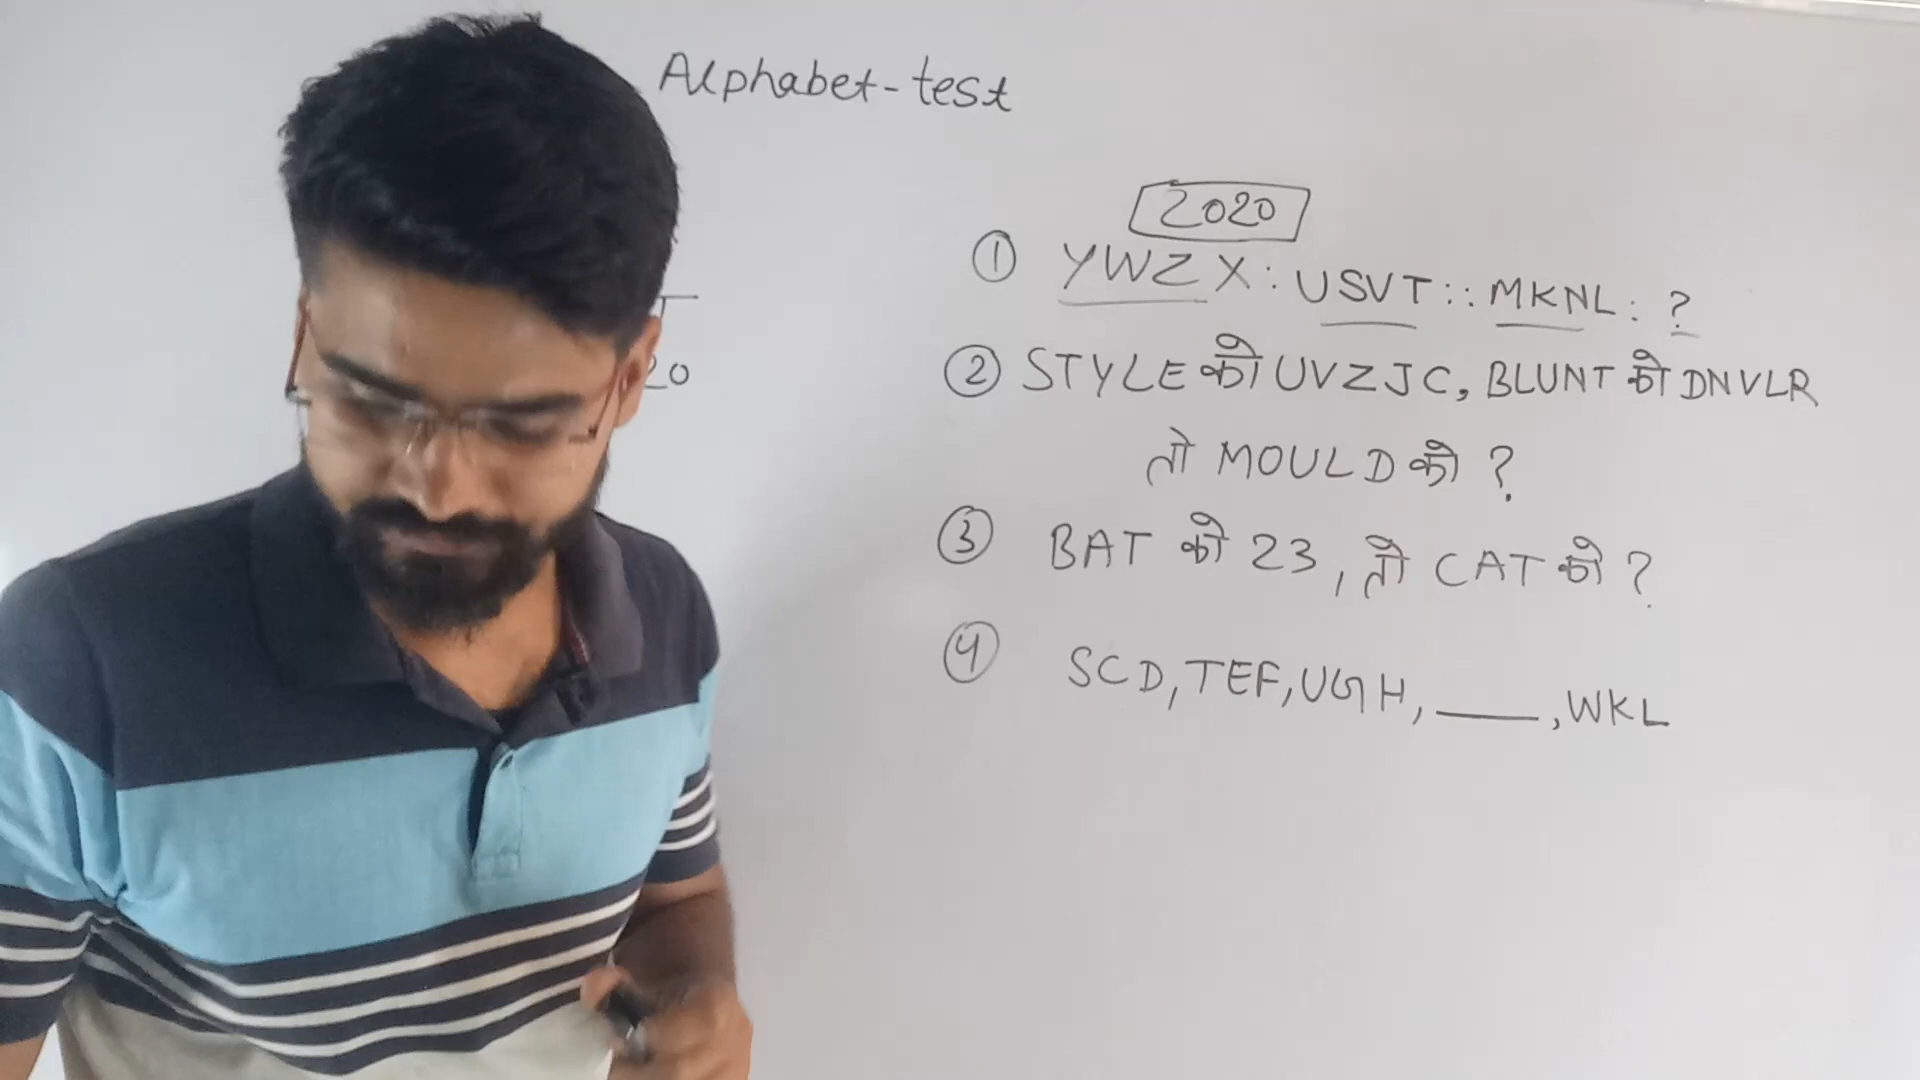 Alphabet-test
2020
① YWZX : USVT :: MKNL : ?
② STYLE को UVZJC, BLUNT को DNVLR
तो MOULD को ?
20
③ BAT को 23, तो CAT को ?
④ SCD, TEF, UGH, ____, WKL